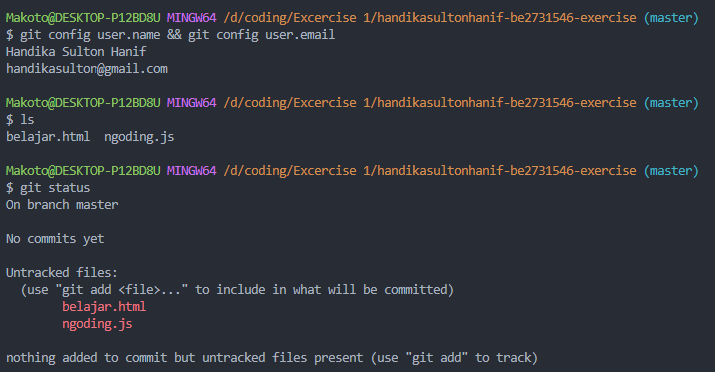 Makoto@DESKTOP-P12BD8U MINGW64 /d/coding/Excercise 1/handikasultonhanif-be2731546-exercise (master)
$ git config user.name && git config user.email
Handika Sulton Hanif
handikasulton@gmail.com
Makoto@DESKTOP-P12BD8U MINGW64 /d/coding/Excercise 1/handikasultonhanif-be2731546-exercise (master)
$ ls
belajar.html  ngoding.js
Makoto@DESKTOP-P12BD8U MINGW64 /d/coding/Excercise 1/handikasultonhanif-be2731546-exercise (master)
$ git status
On branch master
No commits yet
Untracked files:
  (use "git add <file>..." to include in what will be committed)
        belajar.html
        ngoding.js
nothing added to commit but untracked files present (use "git add" to track)